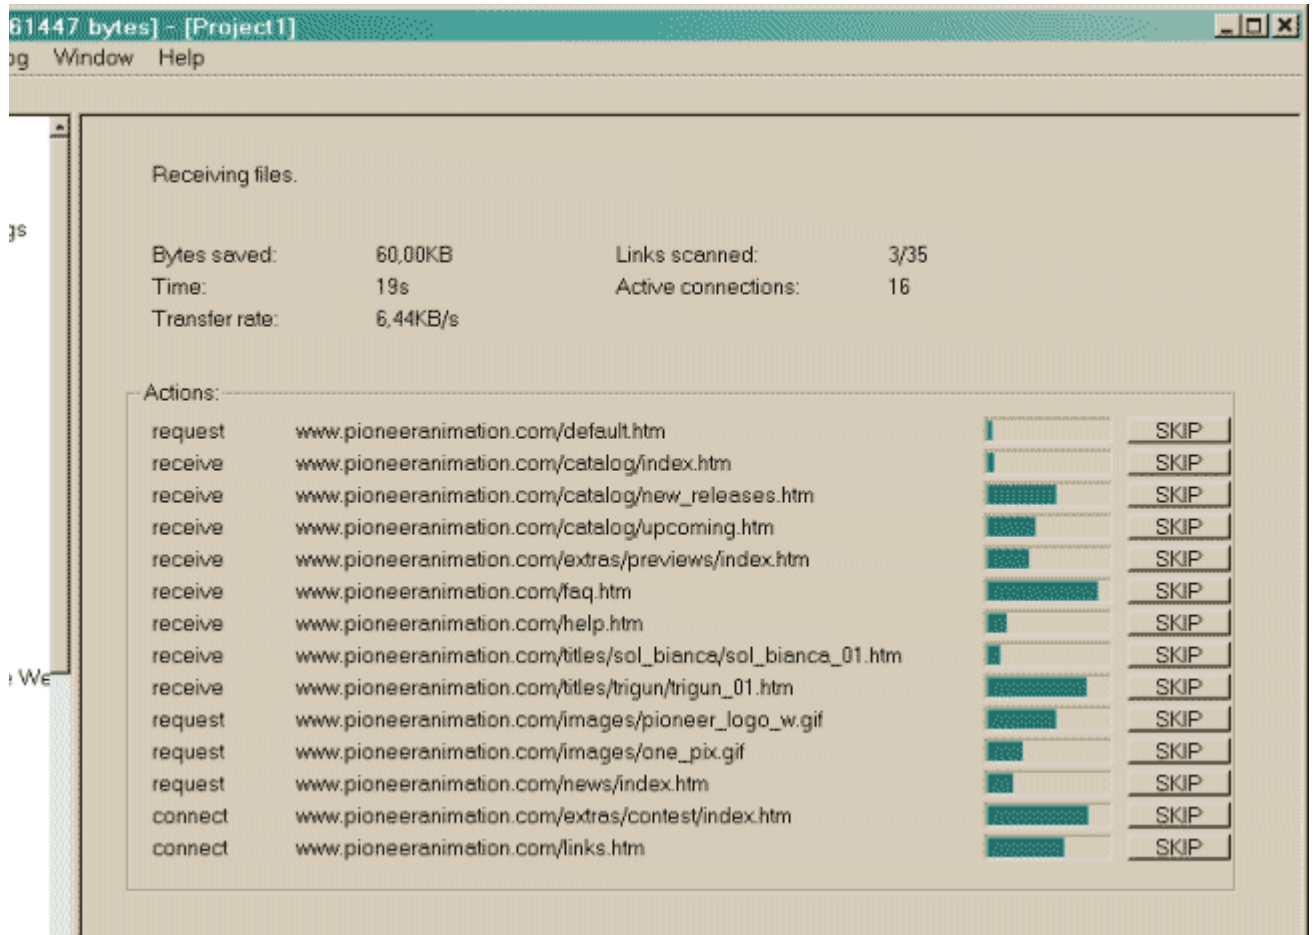 61447 bytes] - [Project1]
og Window Help
Receiving files.
gs
Bytes saved: 60,00KB Links scanned: 3/35
Time: 19s Active connections: 16
Transfer rate: 6,44KB/s
Actions:
request www.pioneeranimation.com/default.htm SKIP
receive www.pioneeranimation.com/catalog/index.htm SKIP
receive www.pioneeranimation.com/catalog/new_releases.htm SKIP
receive www.pioneeranimation.com/catalog/upcoming.htm SKIP
receive www.pioneeranimation.com/extras/previews/index.htm SKIP
receive www.pioneeranimation.com/faq.htm SKIP
receive www.pioneeranimation.com/help.htm SKIP
receive www.pioneeranimation.com/titles/sol_bianca/sol_bianca_01.htm SKIP
e We
receive www.pioneeranimation.com/titles/trigun/trigun_01.htm SKIP
request www.pioneeranimation.com/images/pioneer_logo_w.gif SKIP
request www.pioneeranimation.com/images/one_pix.gif SKIP
request www.pioneeranimation.com/news/index.htm SKIP
connect www.pioneeranimation.com/extras/contest/index.htm SKIP
connect www.pioneeranimation.com/links.htm SKIP